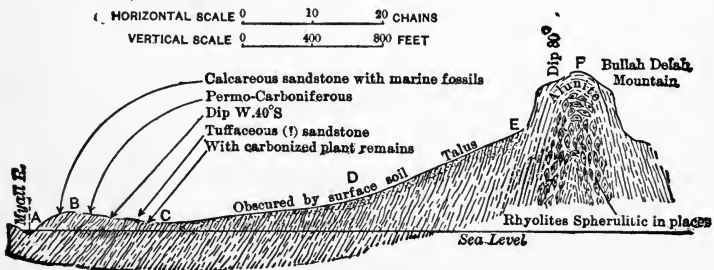 HORIZONTAL SCALE 0 10 20 CHAINS
VERTICAL SCALE 0 400 800 FEET
Calcareous sandstone with marine fossils
Permo-Carboniferous
Dip W.40°S
Tuffaceous (?) sandstone
With carbonized plant remains
Myall R.
A
B
C
Obscured by surface soil
D
Talus
E
Dip 80°
P
Bullah Delah
Mountain
Alunite
Rhyolites Spherulitic in places
Sea Level